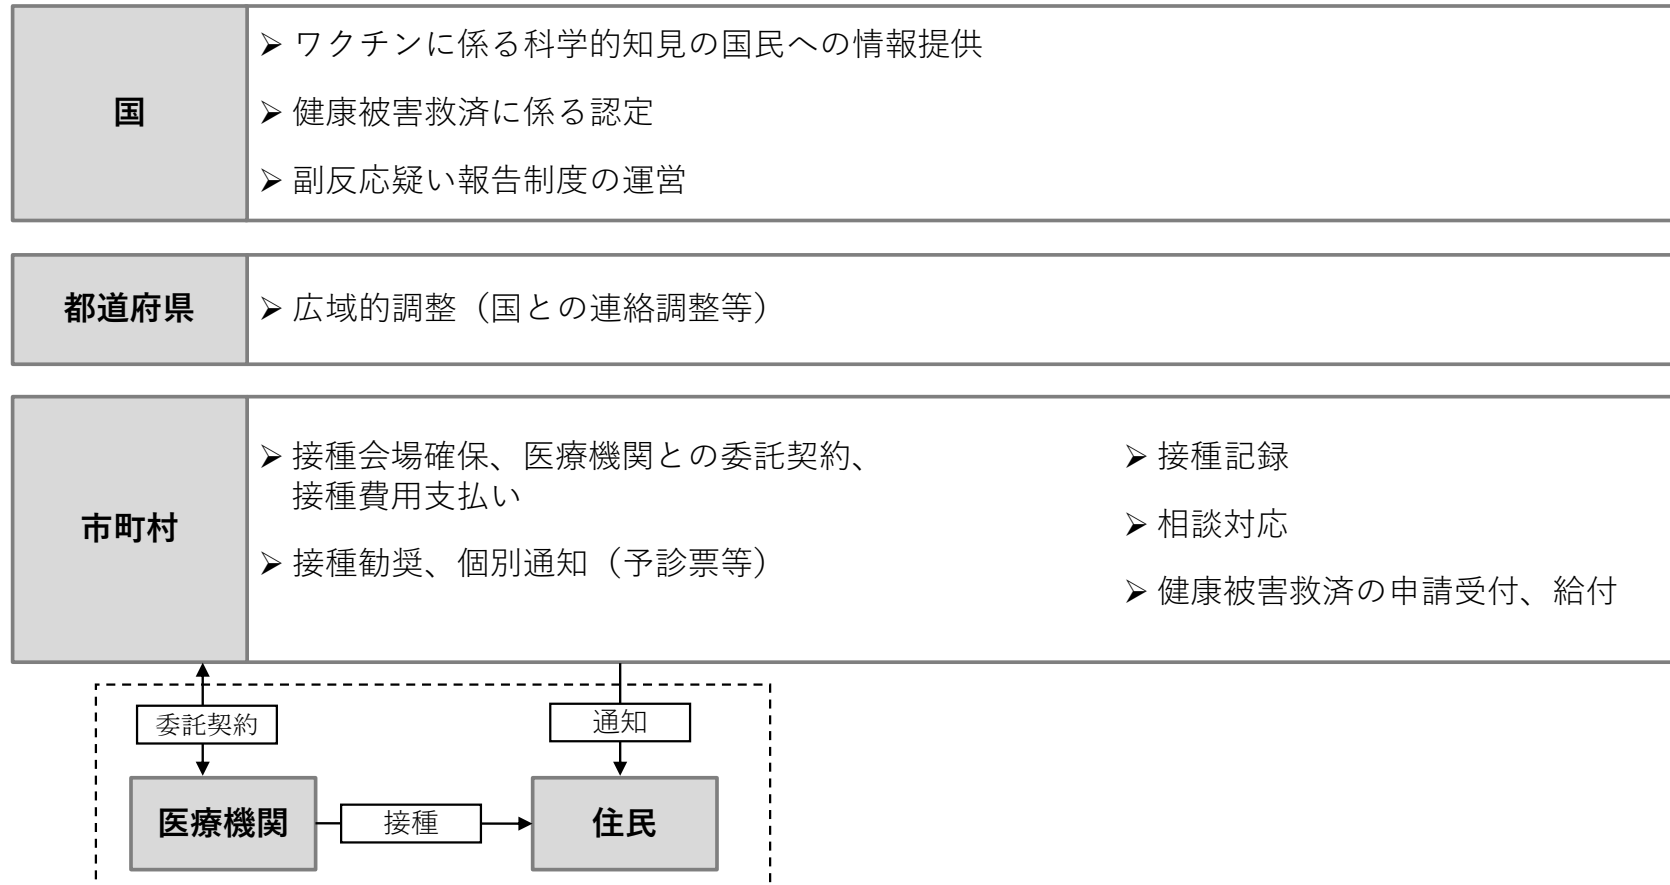 国
➢ ワクチンに係る科学的知見の国民への情報提供
➢ 健康被害救済に係る認定
➢ 副反応疑い報告制度の運営
都道府県
➢ 広域的調整（国との連絡調整等）
市町村
➢ 接種会場確保、医療機関との委託契約、
接種費用支払い
➢ 接種勧奨、個別通知（予診票等）
➢ 接種記録
➢ 相談対応
➢ 健康被害救済の申請受付、給付
委託契約
通知
医療機関
接種
住民